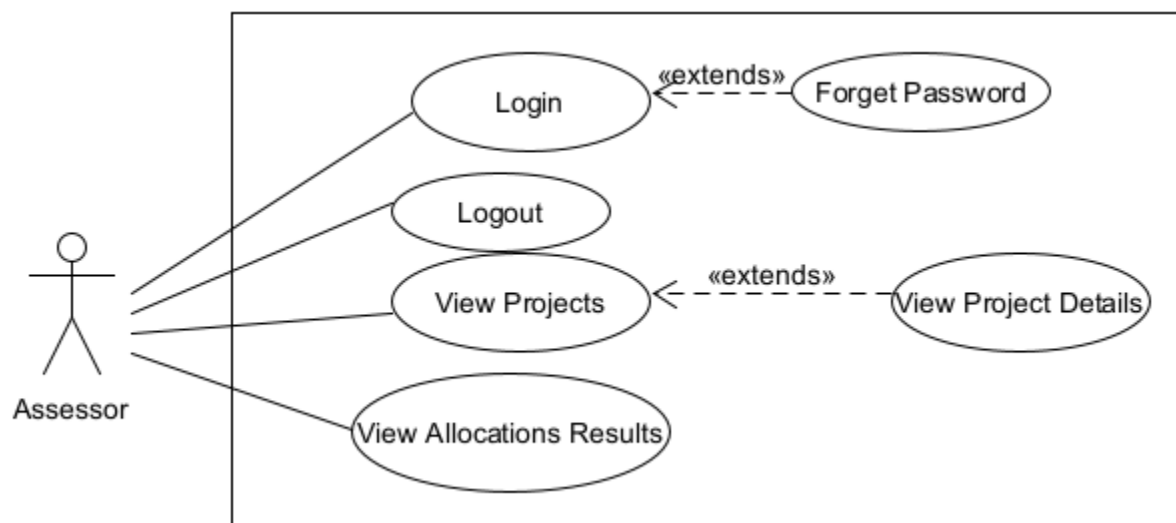 «extends»
Forget Password
Login
Logout
«extends»
View Projects
View Project Details
Assessor
View Allocations Results